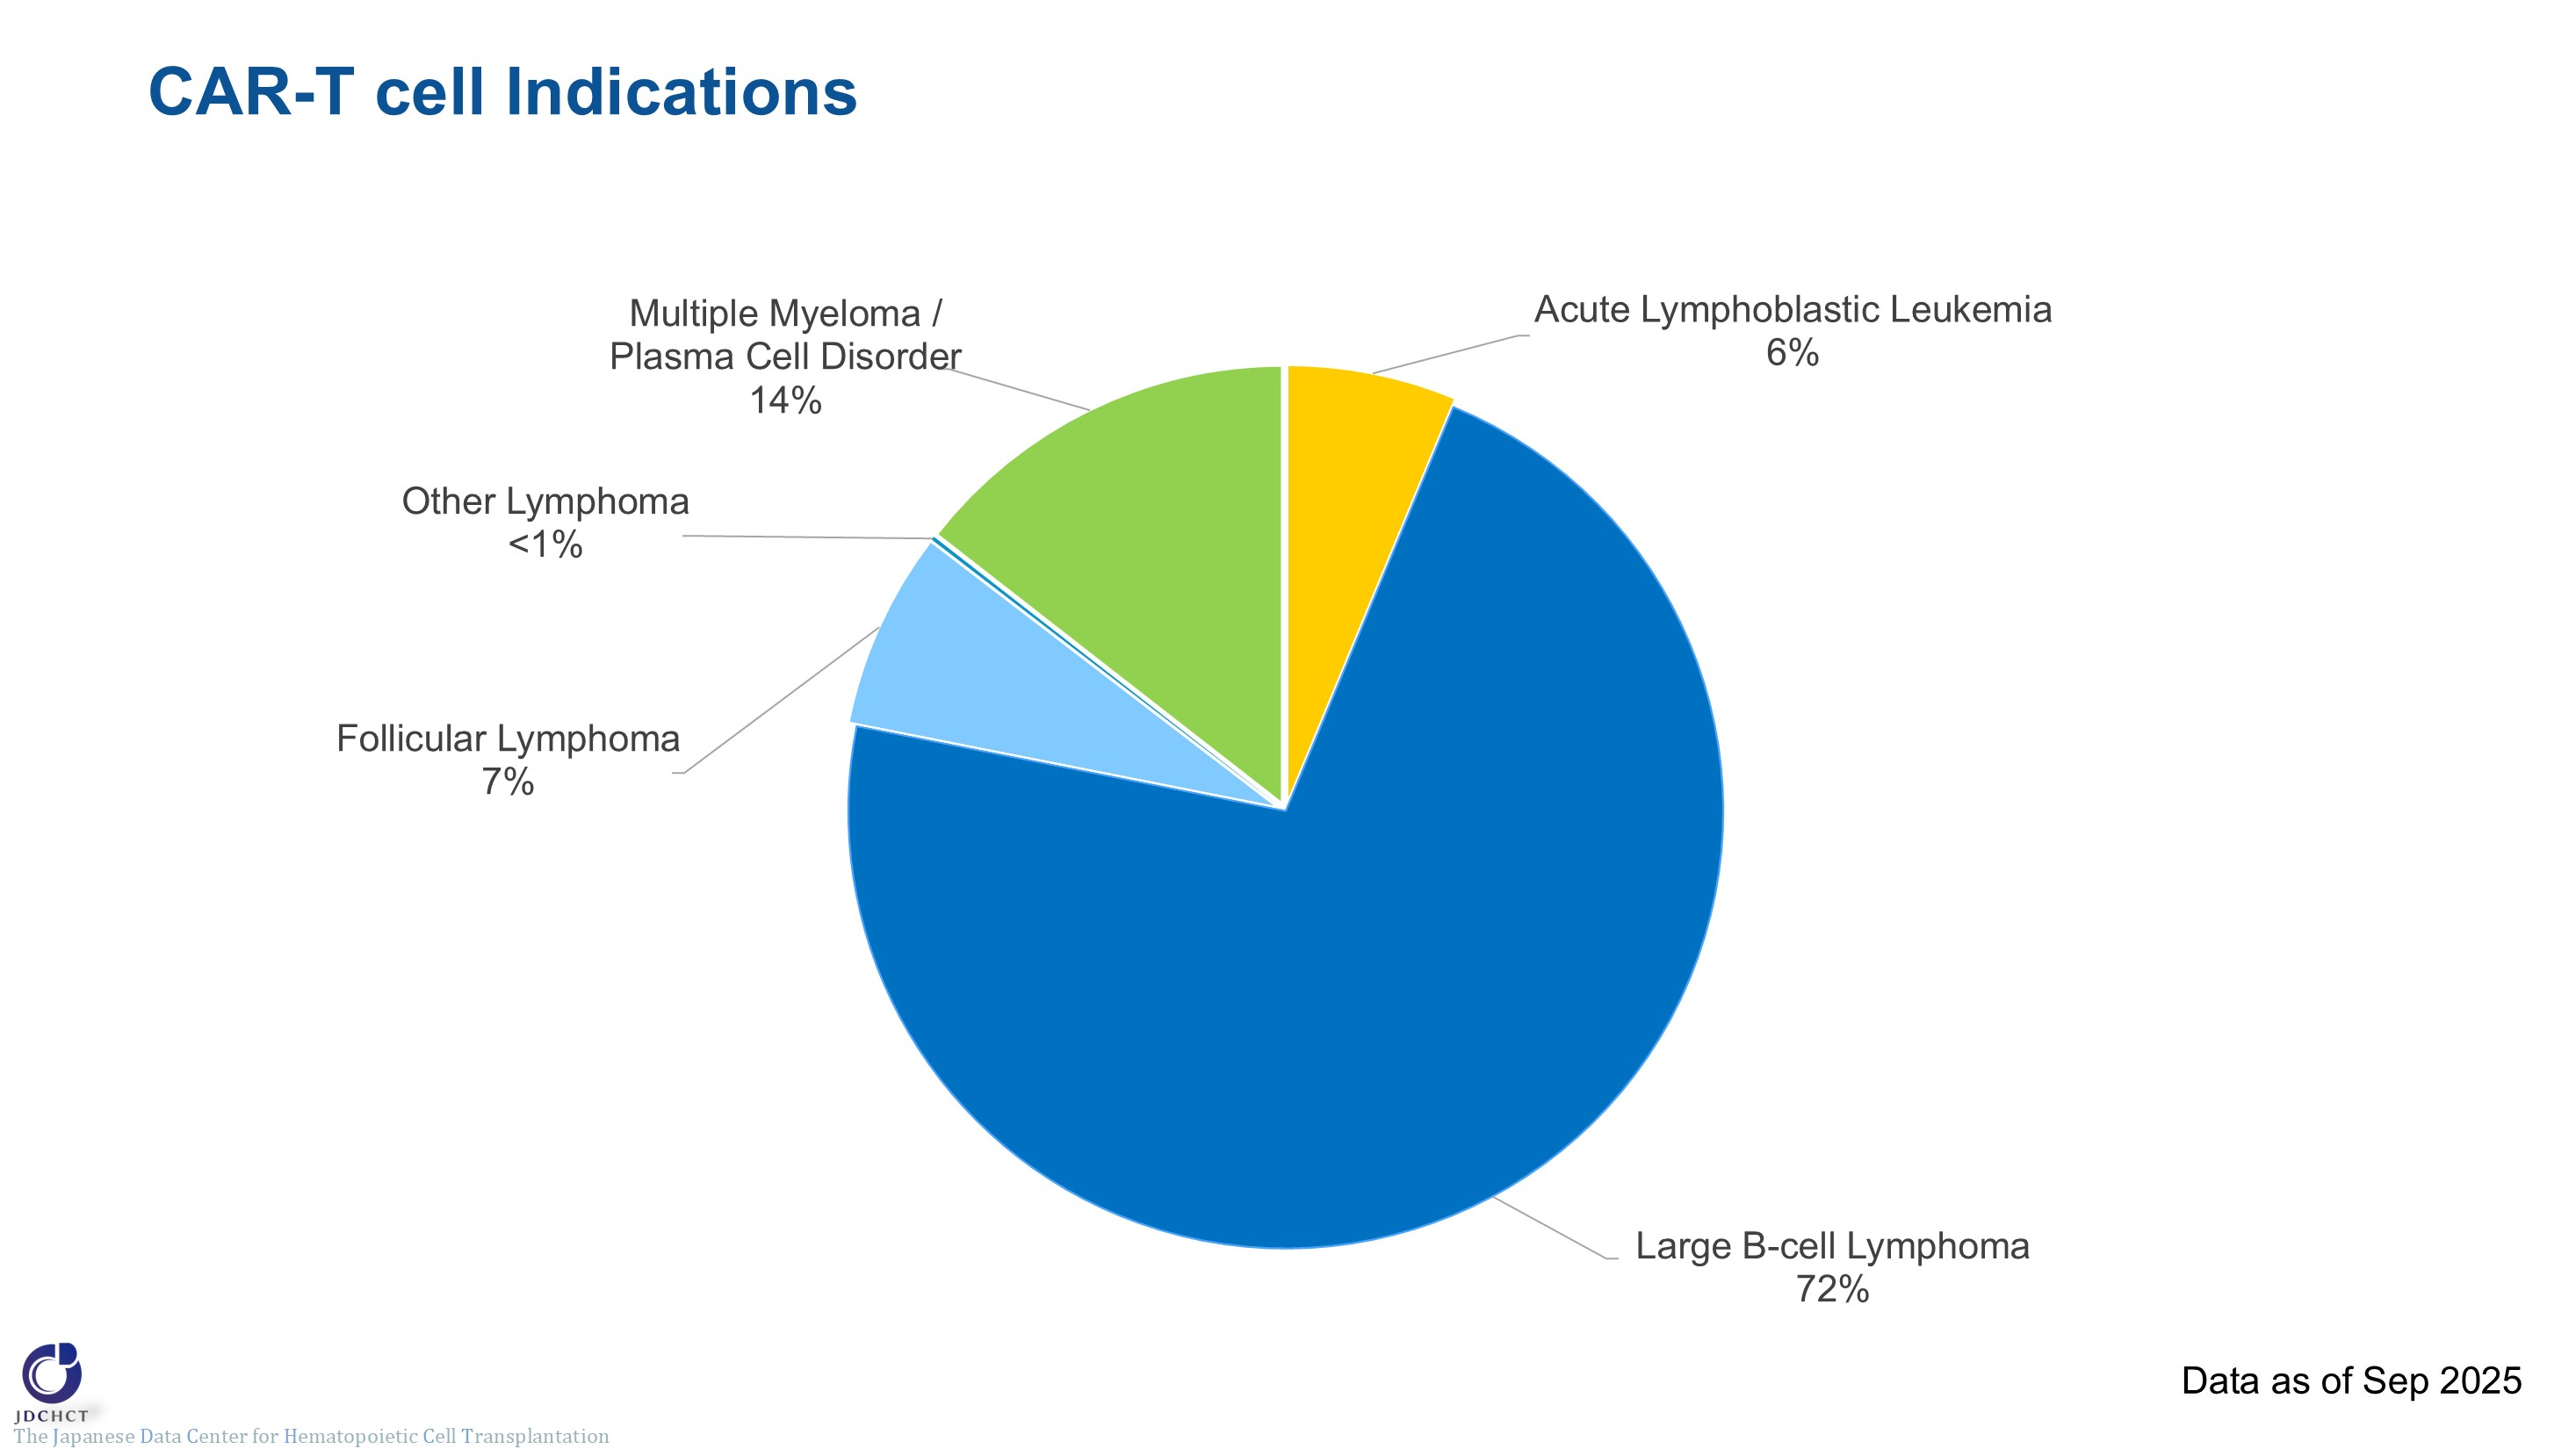 CAR-T cell Indications
Multiple Myeloma /
Plasma Cell Disorder
14%
Acute Lymphoblastic Leukemia
6%
Other Lymphoma
<1%
Follicular Lymphoma
7%
Large B-cell Lymphoma
72%
Data as of Sep 2025
JDCHCT
The Japanese Data Center for Hematopoietic Cell Transplantation